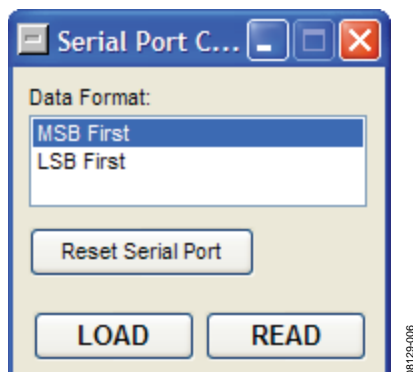 Serial Port C...
Data Format:
MSB First
LSB First
Reset Serial Port
LOAD READ
08129-006